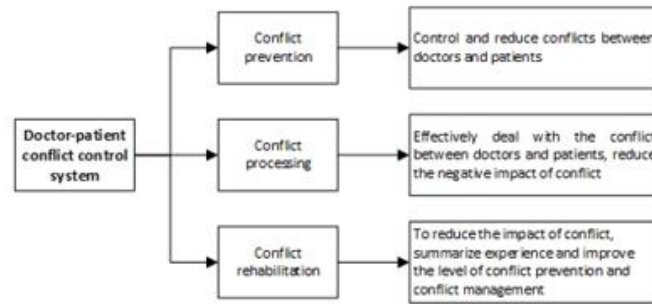 Conflict
prevention
Control and reduce conflicts between
doctors and patients
Doctor-patient
conflict control
system
Conflict
processing
Effectively deal with the conflict
between doctors and patients, reduce
the negative impact of conflict
Conflict
rehabilitation
To reduce the impact of conflict,
summarize experience and improve
the level of conflict prevention and
conflict management